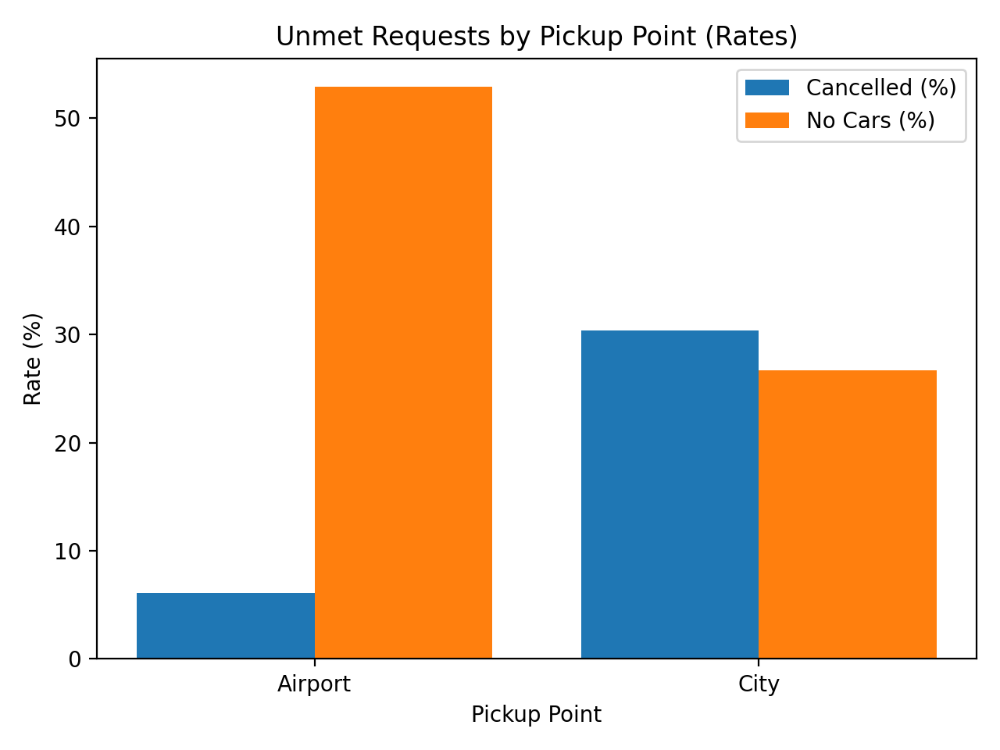 Unmet Requests by Pickup Point (Rates)
Cancelled (%)
No Cars (%)
Rate (%)
50
40
30
20
10
0
Airport
City
Pickup Point